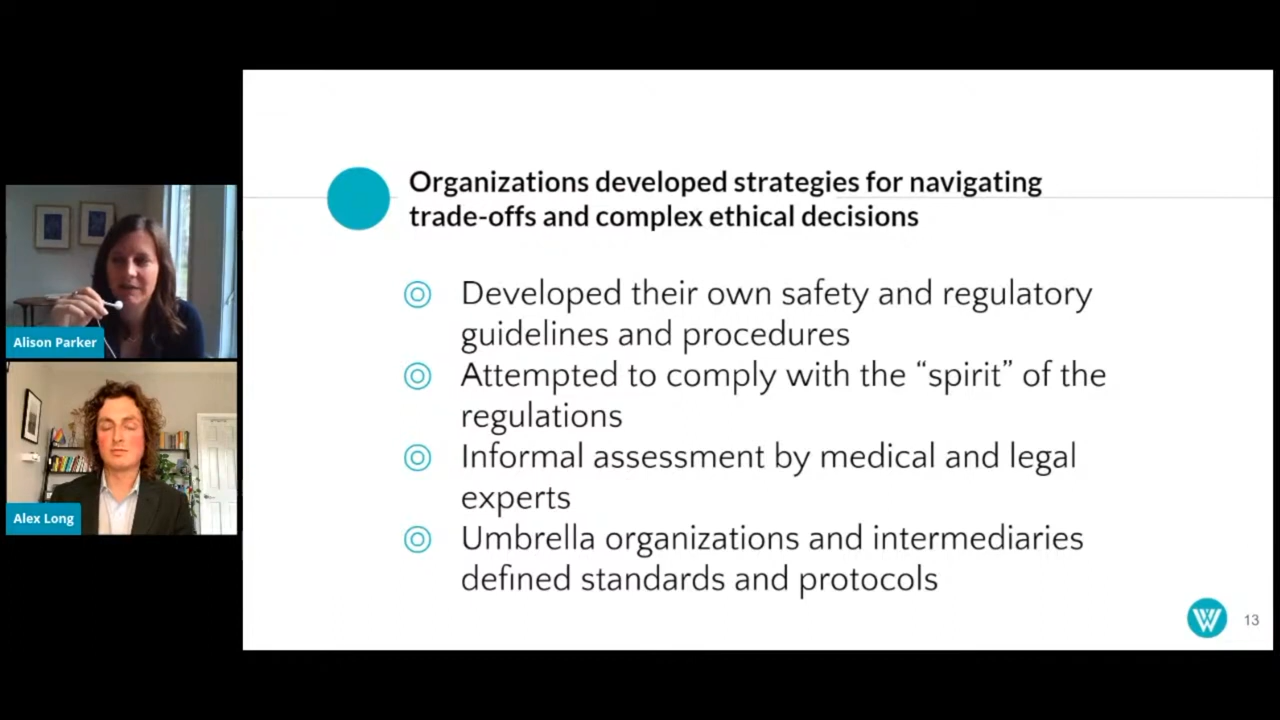 Organizations developed strategies for navigating
trade-offs and complex ethical decisions
Developed their own safety and regulatory
guidelines and procedures
Attempted to comply with the “spirit” of the
regulations
Informal assessment by medical and legal
experts
Umbrella organizations and intermediaries
defined standards and protocols
W
13
Alison Parker
Alex Long